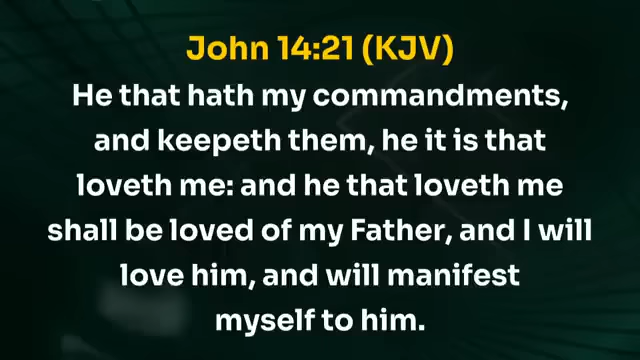 John 14:21 (KJV)
He that hath my commandments,
and keepeth them, he it is that
loveth me: and he that loveth me
shall be loved of my Father, and I will
love him, and will manifest
myself to him.